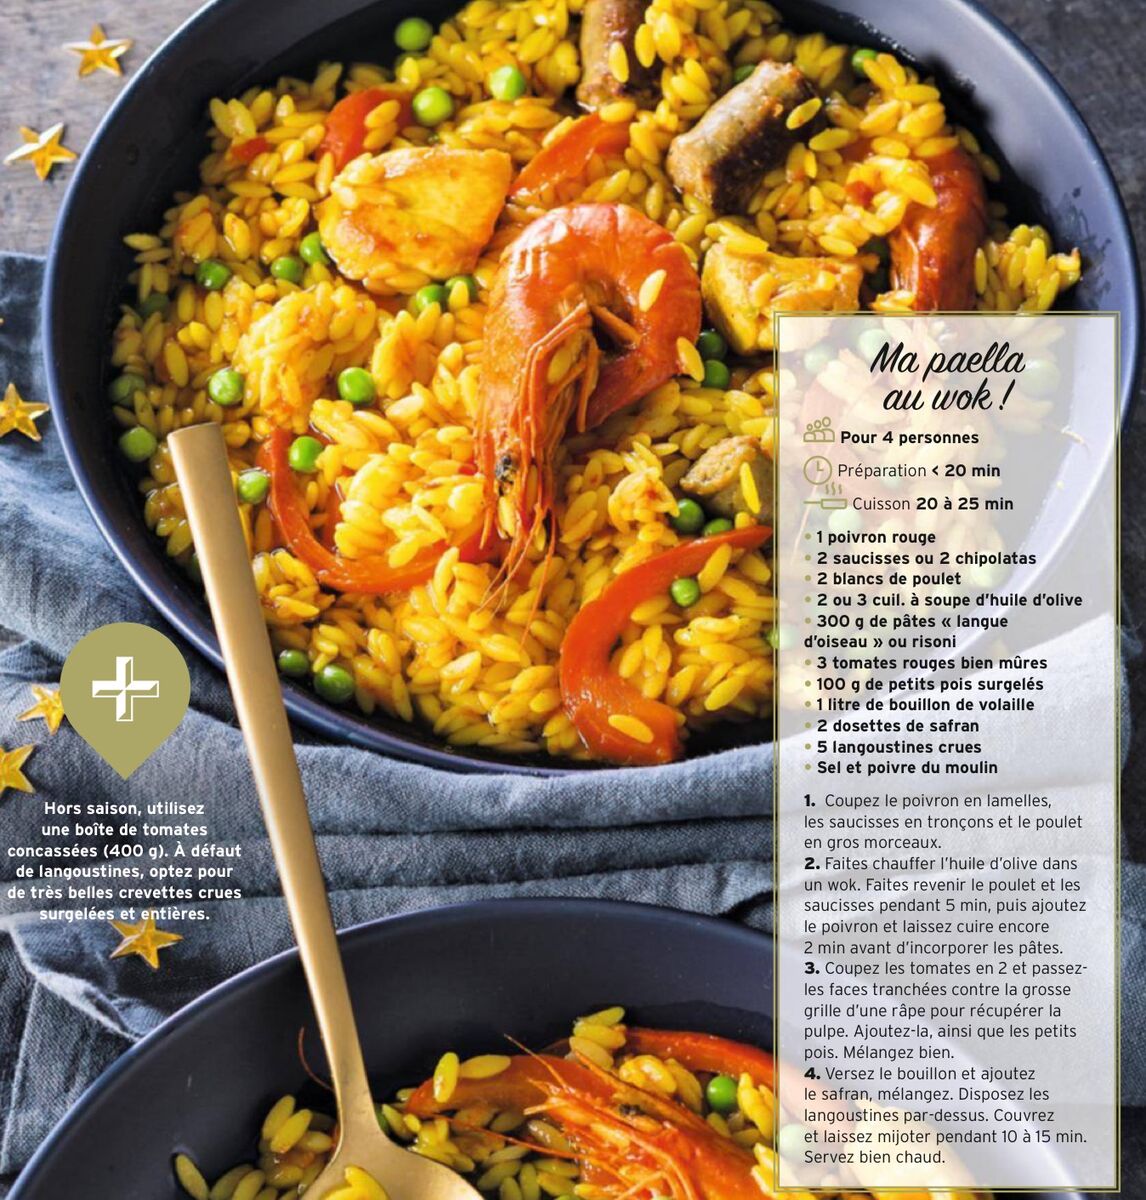 Ma paella
au wok !
Pour 4 personnes
Préparation < 20 min
Cuisson 20 à 25 min
• 1 poivron rouge
• 2 saucisses ou 2 chipolatas
• 2 blancs de poulet
• 2 ou 3 cuil. à soupe d'huile d'olive
• 300 g de pâtes « langue
d'oiseau » ou risoni
• 3 tomates rouges bien mûres
• 100 g de petits pois surgelés
• 1 litre de bouillon de volaille
• 2 dosettes de safran
• 5 langoustines crues
• Sel et poivre du moulin
1. Coupez le poivron en lamelles,
les saucisses en tronçons et le poulet
en gros morceaux.
2. Faites chauffer l'huile d'olive dans
un wok. Faites revenir le poulet et les
saucisses pendant 5 min, puis ajoutez
le poivron et laissez cuire encore
2 min avant d'incorporer les pâtes.
3. Coupez les tomates en 2 et passez-
les faces tranchées contre la grosse
grille d'une râpe pour récupérer la
pulpe. Ajoutez-la, ainsi que les petits
pois. Mélangez bien.
4. Versez le bouillon et ajoutez
le safran, mélangez. Disposez les
langoustines par-dessus. Couvrez
et laissez mijoter pendant 10 à 15 min.
Servez bien chaud.
Hors saison, utilisez
une boîte de tomates
concassées (400 g). À défaut
de langoustines, optez pour
de très belles crevettes crues
surgelées et entières.